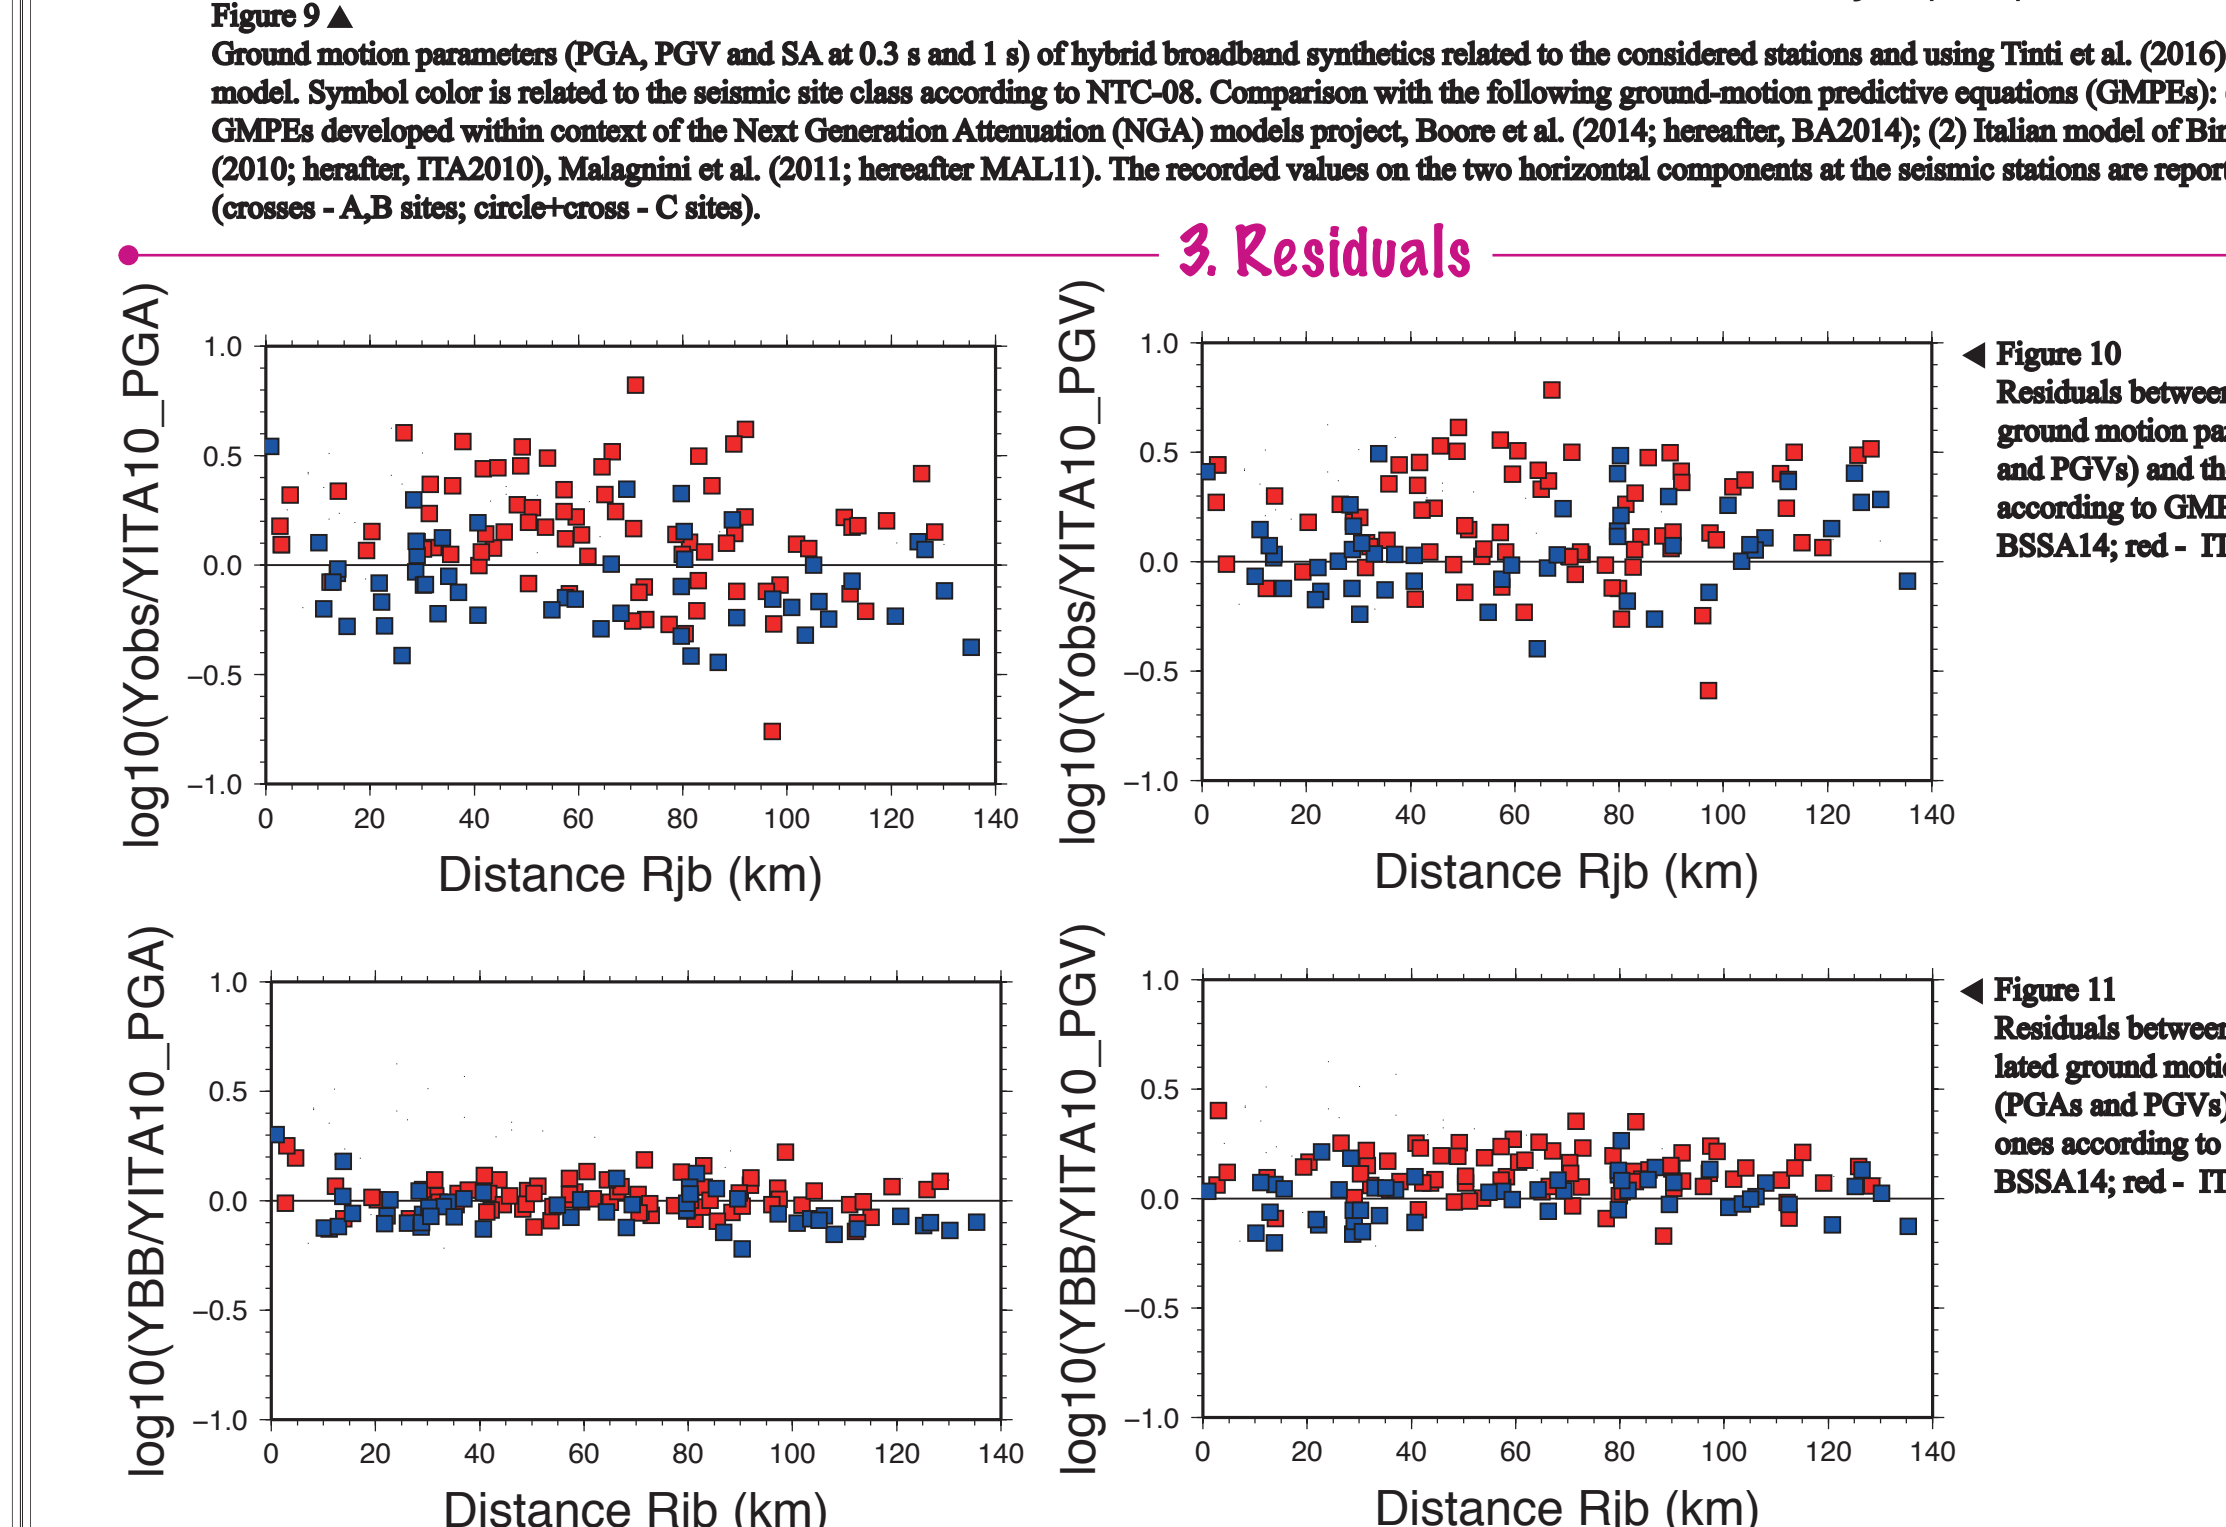 Figure 9 ▲
Ground motion parameters (PGA, PGV and SA at 0.3 s and 1 s) of hybrid broadband synthetics related to the considered stations and using Tinti et al. (2016)
model. Symbol color is related to the seismic site class according to NTC-08. Comparison with the following ground-motion predictive equations (GMPEs):
GMPEs developed within context of the Next Generation Attenuation (NGA) models project, Boore et al. (2014; hereafter, BA2014); (2) Italian model of
(2010; herafter, ITA2010), Malagnini et al. (2011; hereafter MAL11). The recorded values on the two horizontal components at the seismic stations are
(crosses - A,B sites; circle+cross - C sites).
3. Residuals
log10(Yobs/YITA10_PGA)
1.0
0.5
0.0
−0.5
−1.0
0 20 40 60 80 100 120 140
Distance Rjb (km)
log10(Yobs/YITA10_PGV)
1.0
0.5
0.0
−0.5
−1.0
0 20 40 60 80 100 120 140
Distance Rjb (km)
◀ Figure 10
Residuals between
ground motion
and PGVs) and
according to
BSSA14; red -
log10(YBB/YITA10_PGA)
1.0
0.5
0.0
−0.5
−1.0
0 20 40 60 80 100 120 140
Distance Rjb (km)
log10(YBB/YITA10_PGV)
1.0
0.5
0.0
−0.5
−1.0
0 20 40 60 80 100 120 140
Distance Rjb (km)
◀ Figure 11
Residuals between
lated ground
(PGAs and PGVs)
ones according to
BSSA14; red -